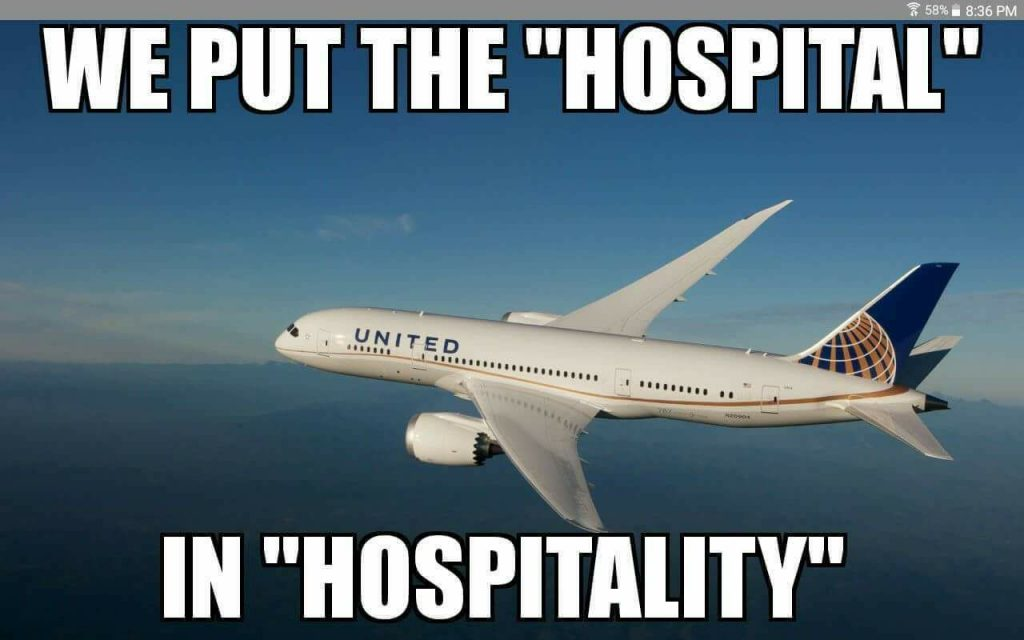 58% 8:36 PM
WE PUT THE "HOSPITAL"
UNITED
IN "HOSPITALITY"